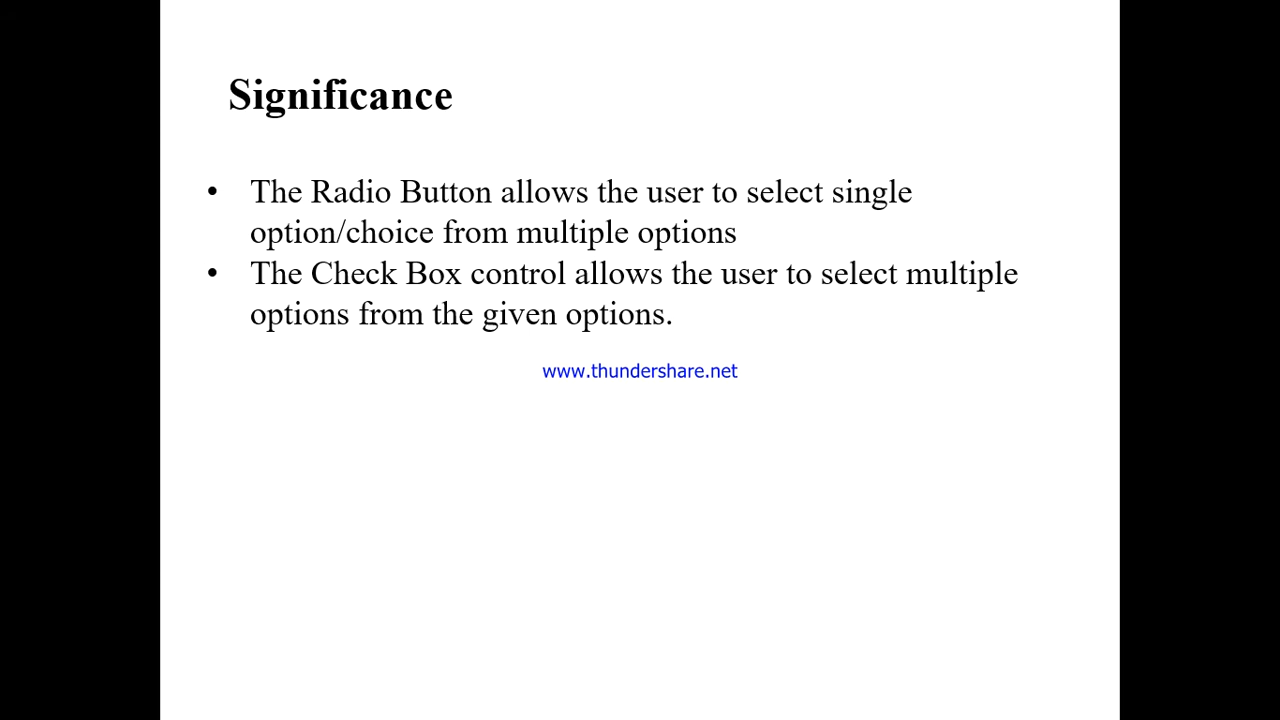 Significance
• The Radio Button allows the user to select single
option/choice from multiple options
• The Check Box control allows the user to select multiple
options from the given options.
www.thundershare.net